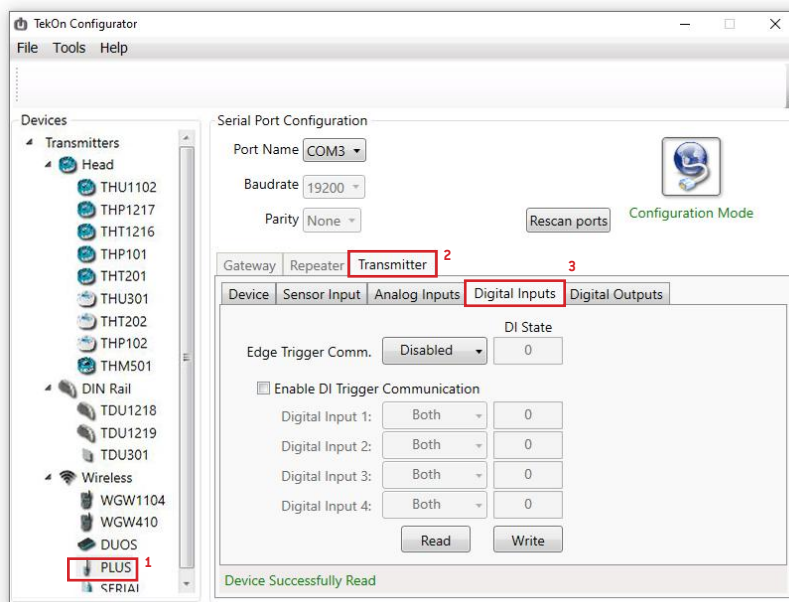 TekOn Configurator
File Tools Help
Devices
Transmitters
Head
THU1102
THP1217
THT1216
THP101
THT201
THU301
THT202
THP102
THM501
DIN Rail
TDU1218
TDU1219
TDU301
Wireless
WGW1104
WGW410
DUOS
PLUS 1
SERIAL
Serial Port Configuration
Port Name COM3
Baudrate 19200
Parity None
Rescan ports
Configuration Mode
Gateway Repeater Transmitter 2
3
Device Sensor Input Analog Inputs Digital Inputs Digital Outputs
DI State
Edge Trigger Comm. Disabled 0
Enable DI Trigger Communication
Digital Input 1: Both 0
Digital Input 2: Both 0
Digital Input 3: Both 0
Digital Input 4: Both 0
Read Write
Device Successfully Read